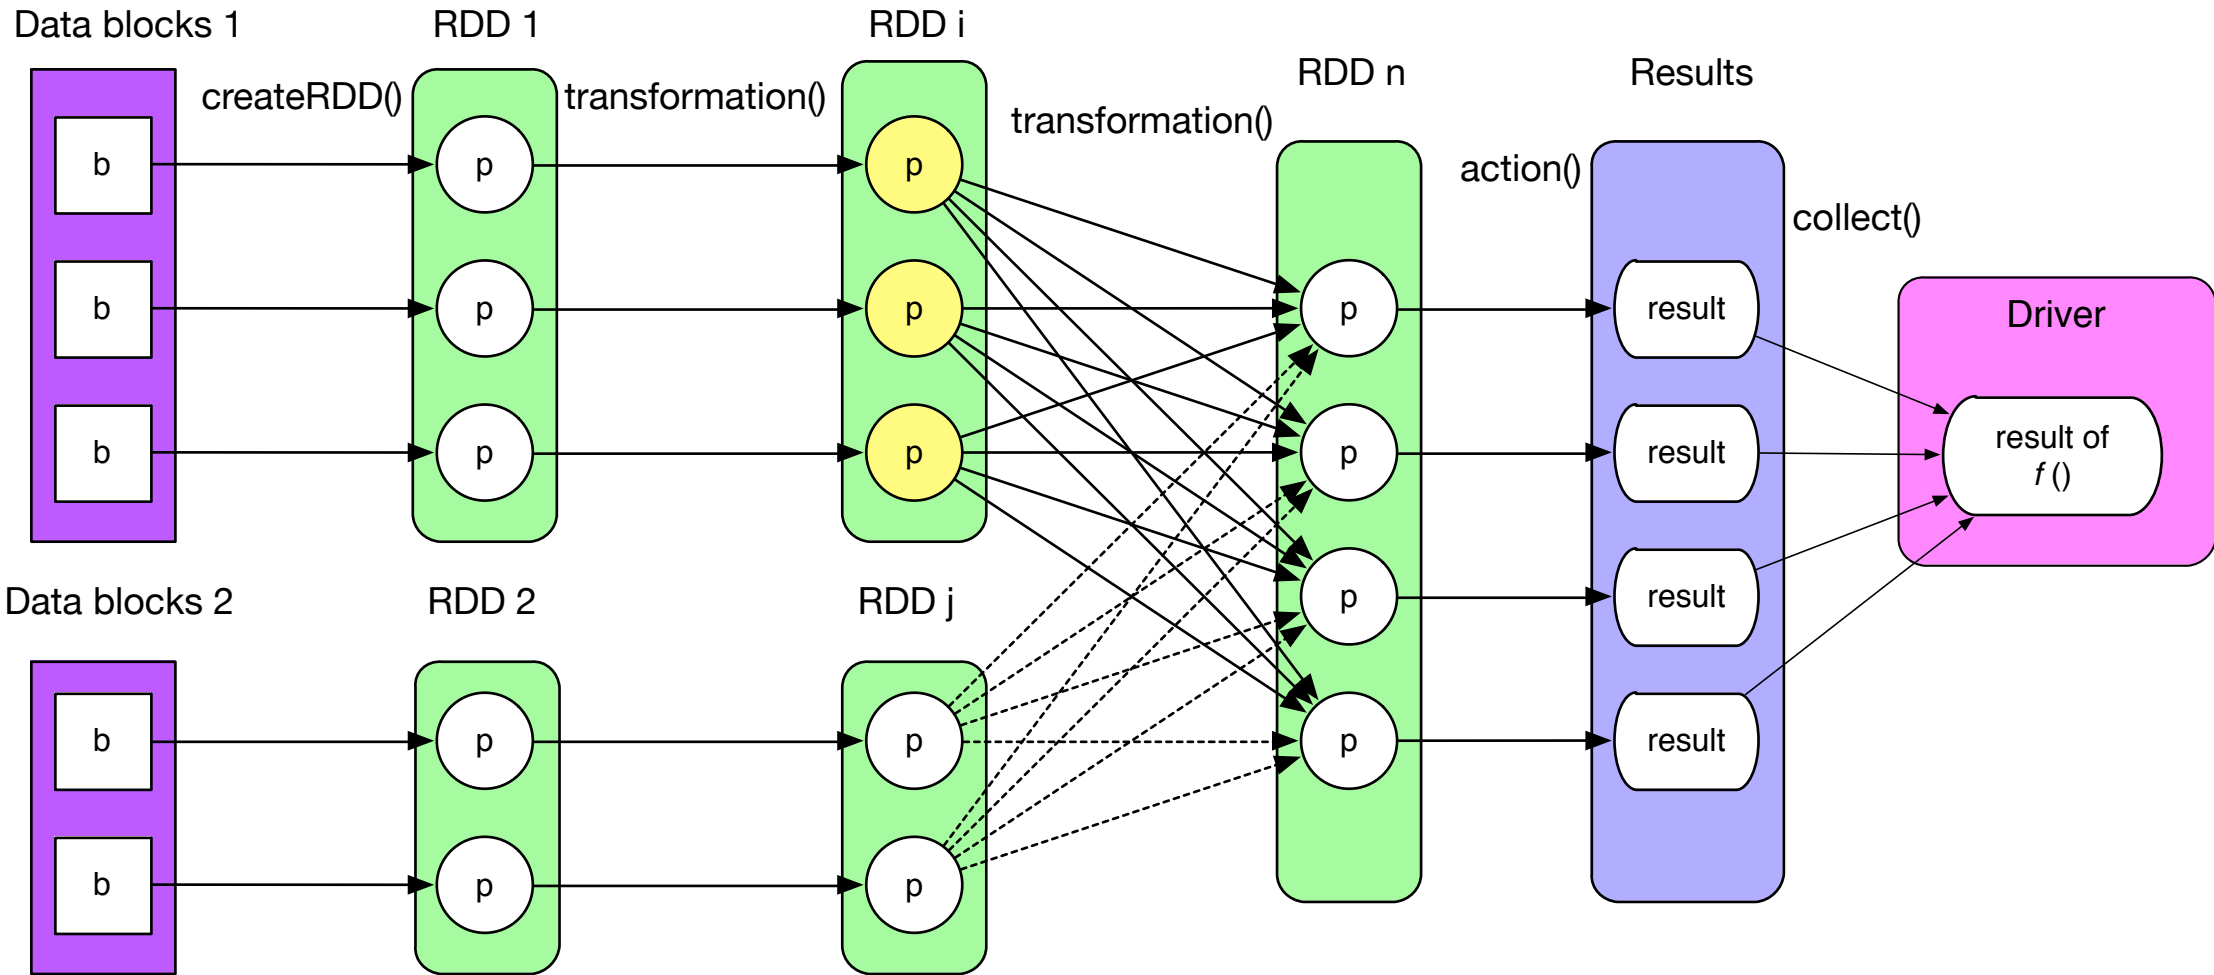 Data blocks 1
RDD 1
RDD i
RDD n
Results
createRDD()
transformation()
transformation()
action()
collect()
b
p
p
b
p
p
p
result
Driver
b
p
p
p
result
result of
f ()
p
result
Data blocks 2
RDD 2
RDD j
b
p
p
p
result
b
p
p